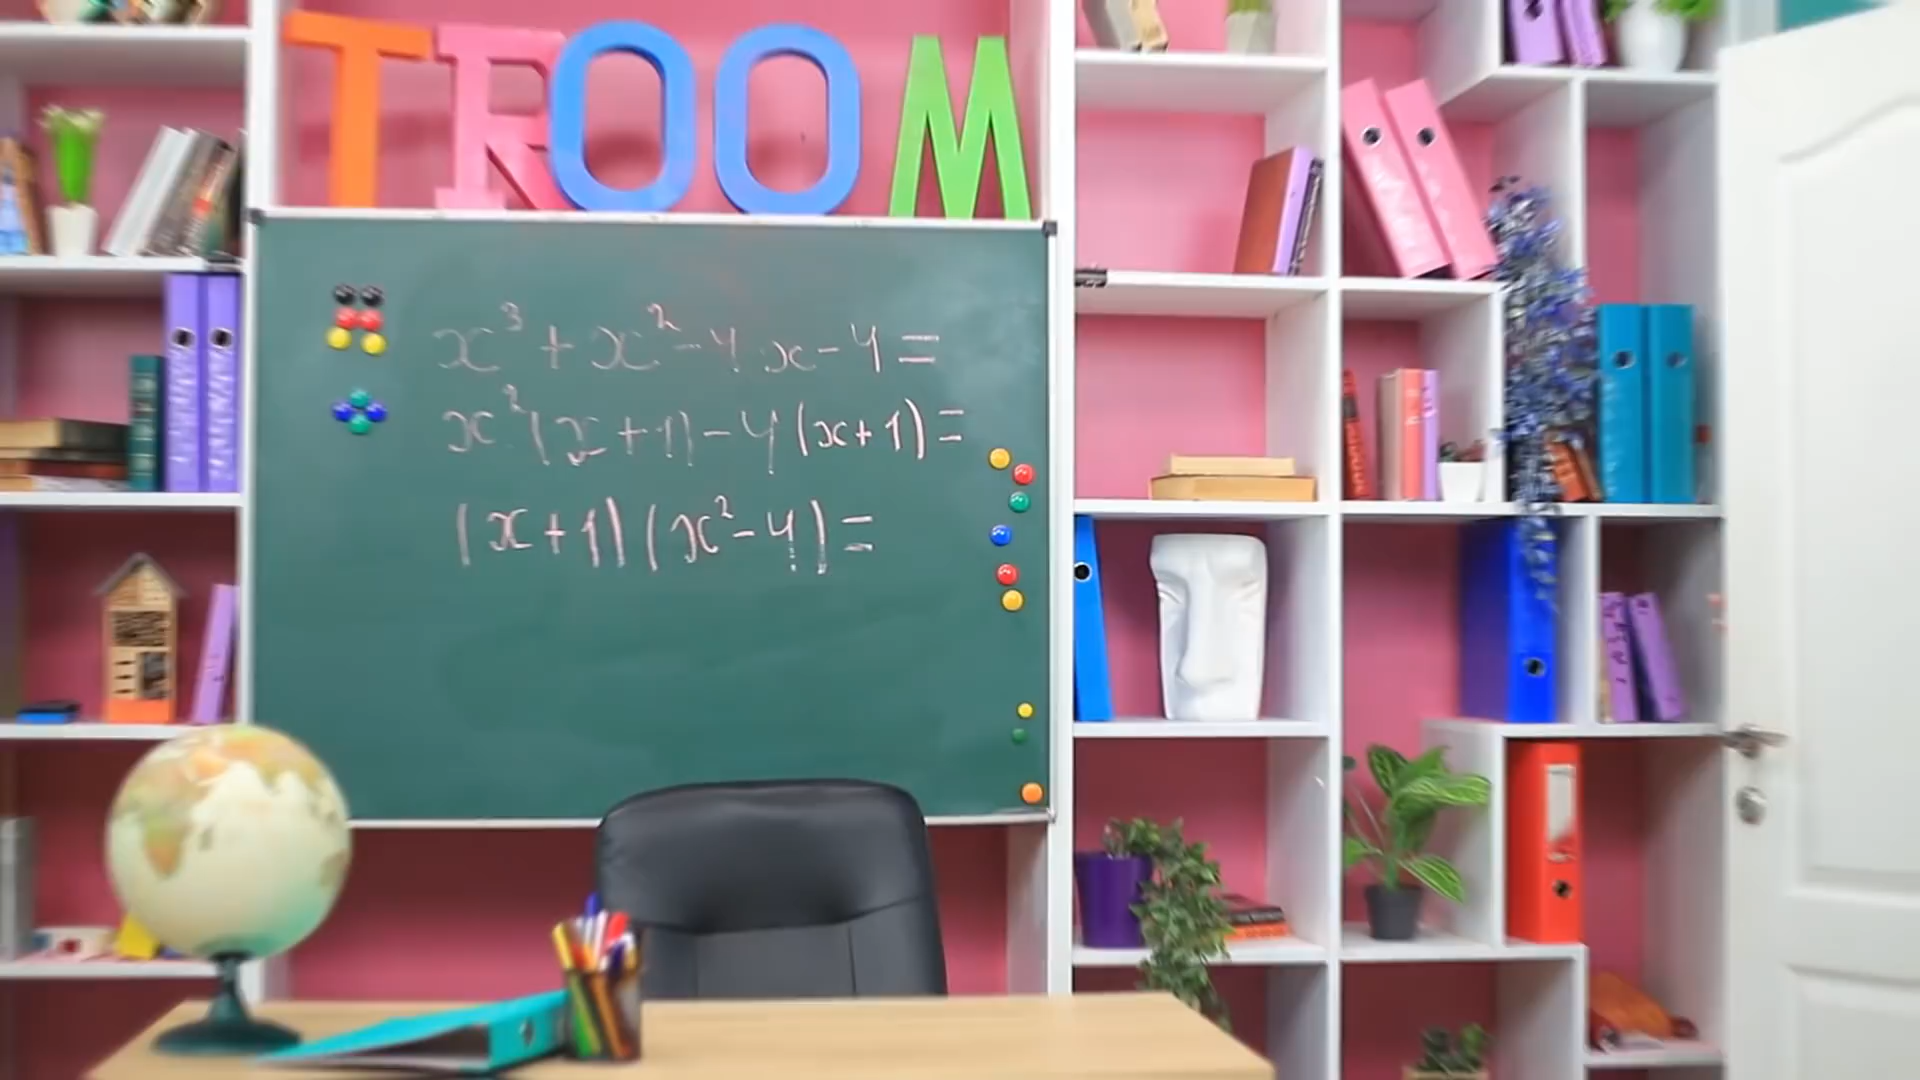 TROOM
x³+x²-4x-4=
x²(x+1)-4(x+1)=
(x+1)(x²-4)=